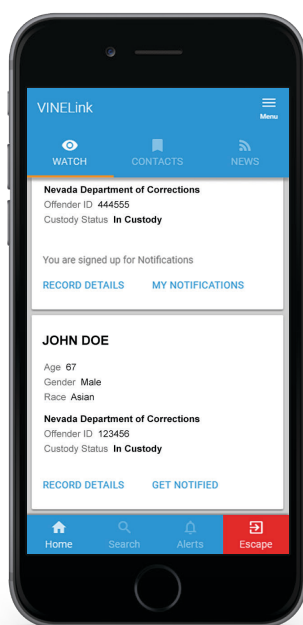 VINELink
Menu
WATCH CONTACTS NEWS
Nevada Department of Corrections
Offender ID 444555
Custody Status In Custody
You are signed up for Notifications
RECORD DETAILS MY NOTIFICATIONS
JOHN DOE
Age 67
Gender Male
Race Asian
Nevada Department of Corrections
Offender ID 123456
Custody Status In Custody
RECORD DETAILS GET NOTIFIED
Home Search Alerts Escape